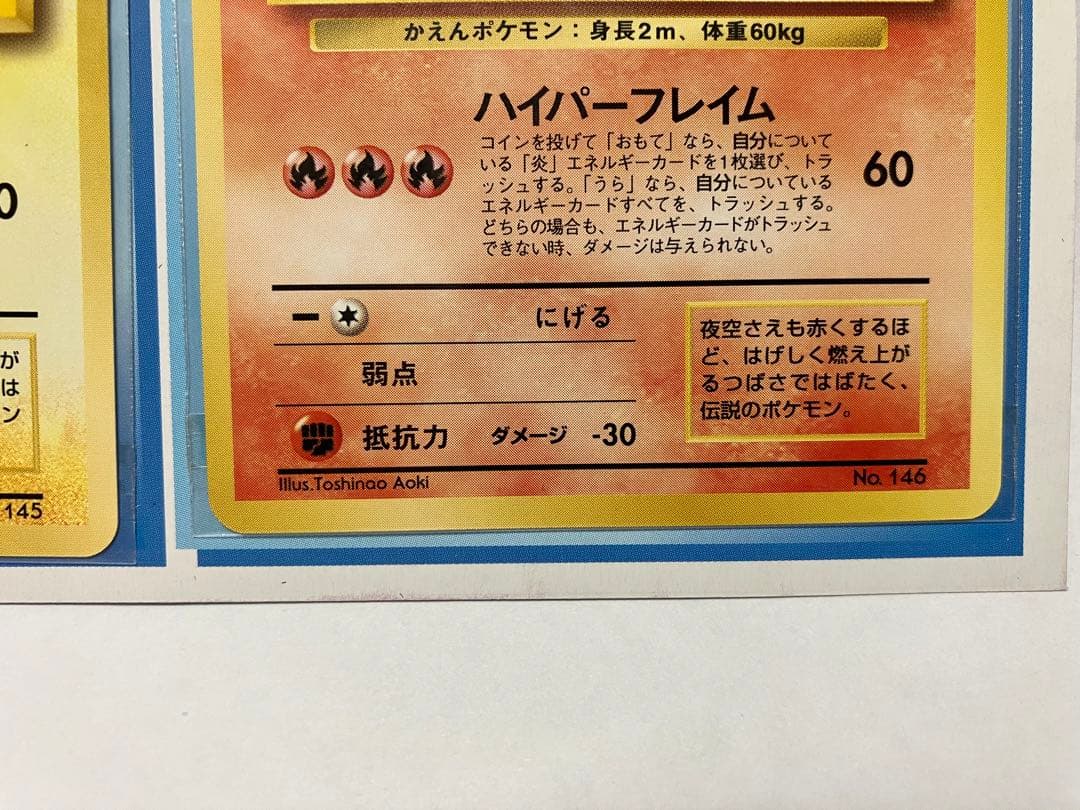 かえんポケモン：身長2m、体重60kg
ハイパーフレイム
コインを投げて「おもて」なら、自分について
いる「炎」エネルギーカードを1枚選び、トラ
ッシュする。「うら」なら、自分についている
エネルギーカードすべてを、トラッシュする。
どちらの場合も、エネルギーカードがトラッシュ
できない時、ダメージは与えられない。
60
にげる
弱点
抵抗力 ダメージ -30
夜空さえも赤くするほ
ど、はげしく燃え上が
るつばさではばたく、
伝説のポケモン。
Illus.Toshinao Aoki
No. 146
0
が
は
ン
145